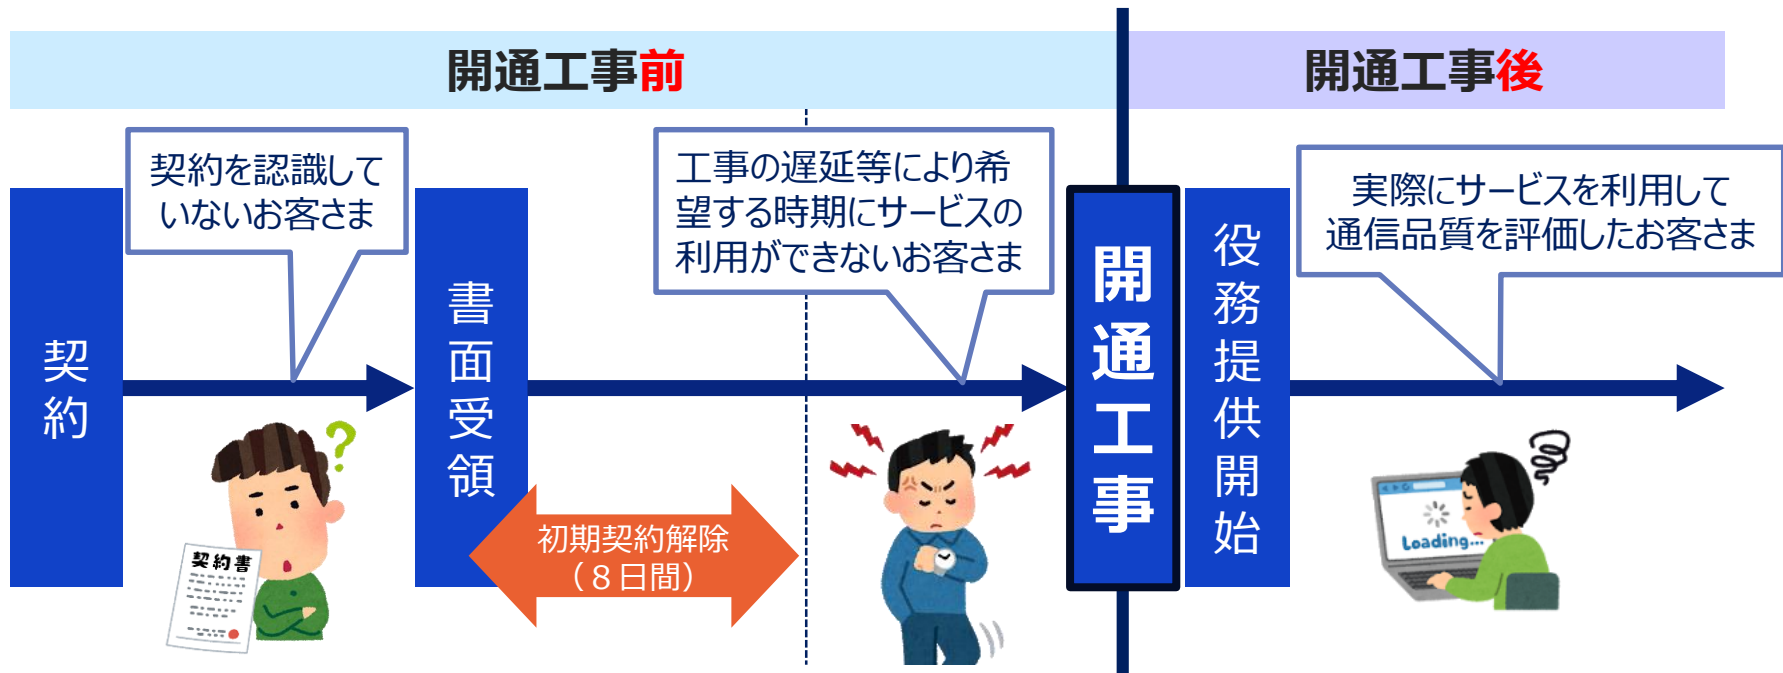 開通工事前
開通工事後
契約を認識して
いないお客さま
工事の遅延等により希
望する時期にサービスの
利用ができないお客さま
実際にサービスを利用して
通信品質を評価したお客さま
契約
書面受領
開通工事
役務提供開始
初期契約解除
（８日間）
?
契約書
Loading...